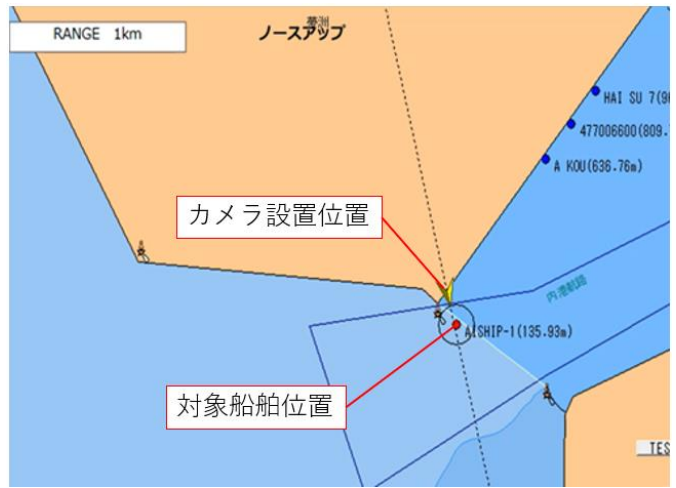 RANGE 1km
夢洲
ノースアップ
HAI SU 7(9
477006600(809.
A KOU(636.76m)
カメラ設置位置
内港航路
AISHIP-1(135.93m)
対象船舶位置
TES